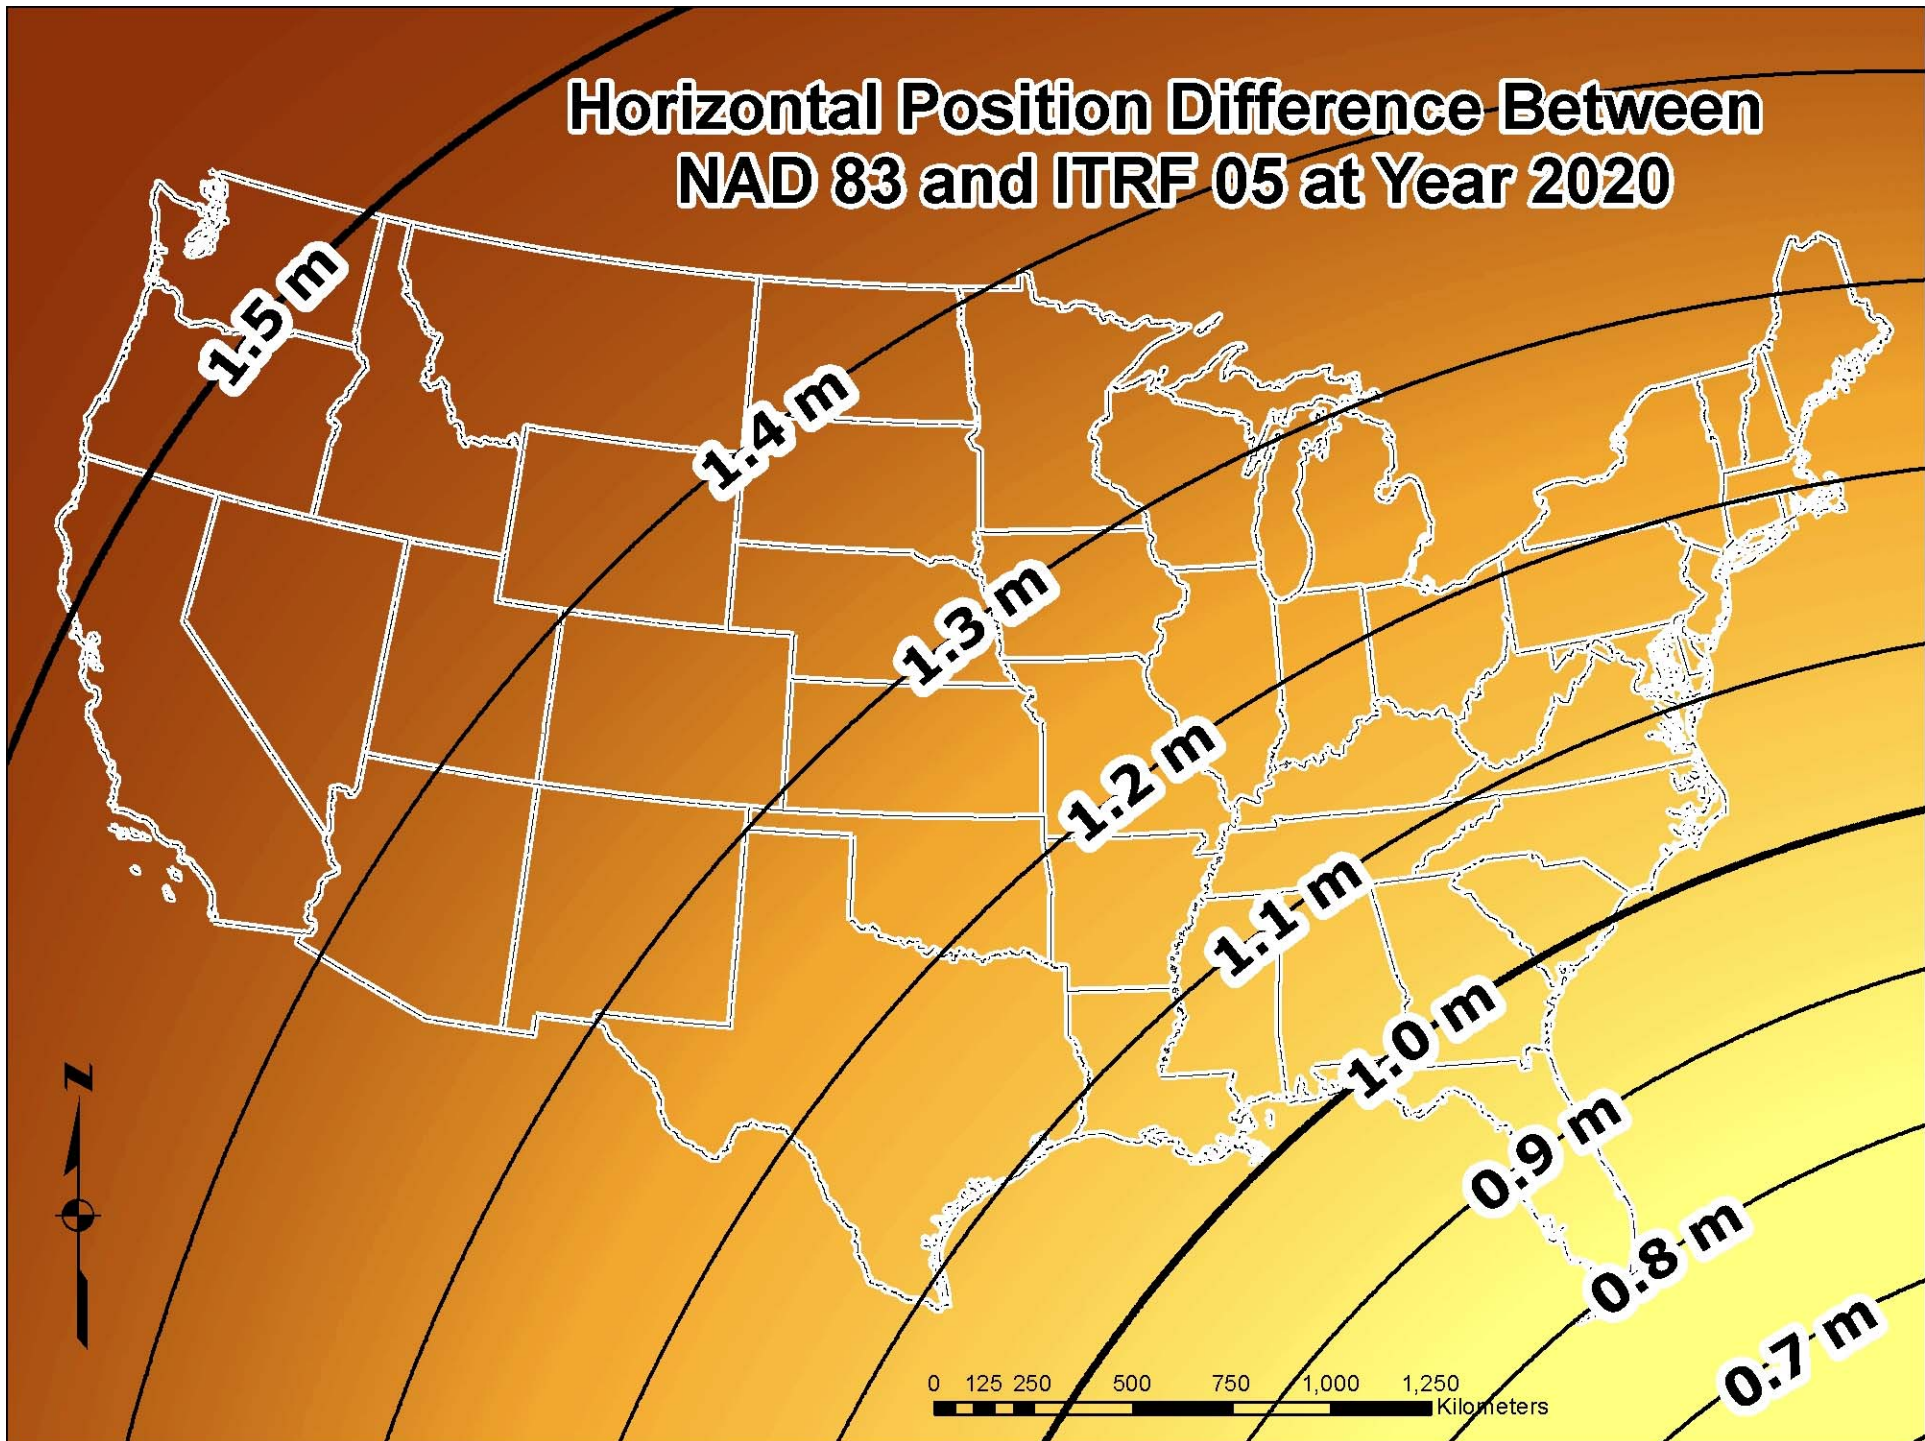 Horizontal Position Difference Between
NAD 83 and ITRF 05 at Year 2020
1.5 m
1.4 m
1.3 m
1.2 m
1.1 m
1.0 m
0.9 m
0.8 m
0.7 m
N
0 125 250 500 750 1,000 1,250
Kilometers